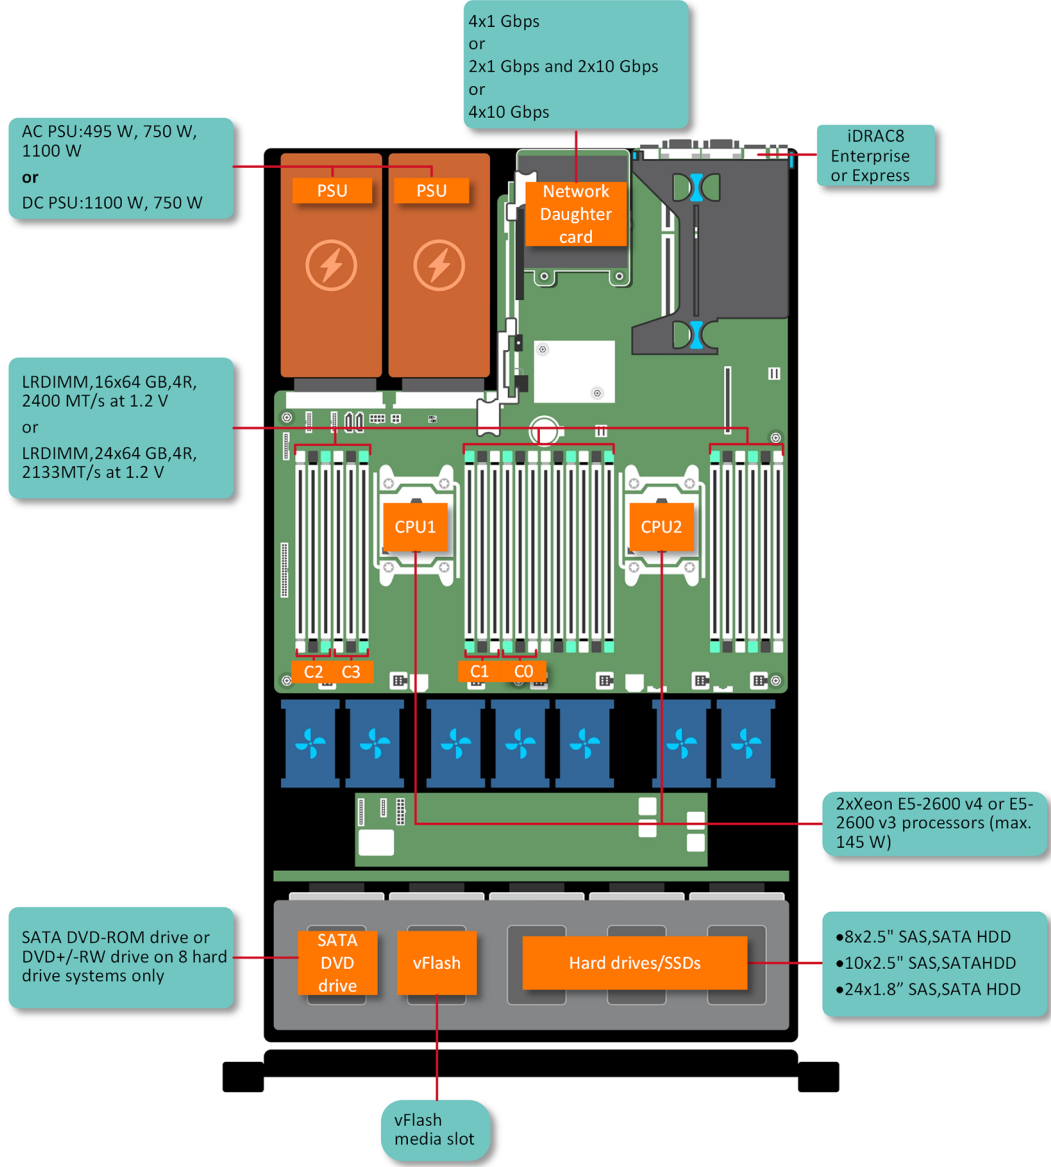 4x1 Gbps
or
2x1 Gbps and 2x10 Gbps
or
4x10 Gbps
AC PSU:495 W, 750 W,
1100 W
or
DC PSU:1100 W, 750 W
iDRAC8
Enterprise
or Express
PSU
PSU
Network
Daughter
card
LRDIMM,16x64 GB,4R,
2400 MT/s at 1.2 V
or
LRDIMM,24x64 GB,4R,
2133MT/s at 1.2 V
CPU1
CPU2
C2
C3
C1
C0
2xXeon E5-2600 v4 or E5-
2600 v3 processors (max.
145 W)
SATA DVD-ROM drive or
DVD+/-RW drive on 8 hard
drive systems only
SATA
DVD
drive
vFlash
Hard drives/SSDs
●8x2.5" SAS,SATA HDD
●10x2.5" SAS,SATAHDD
●24x1.8” SAS,SATA HDD
vFlash
media slot